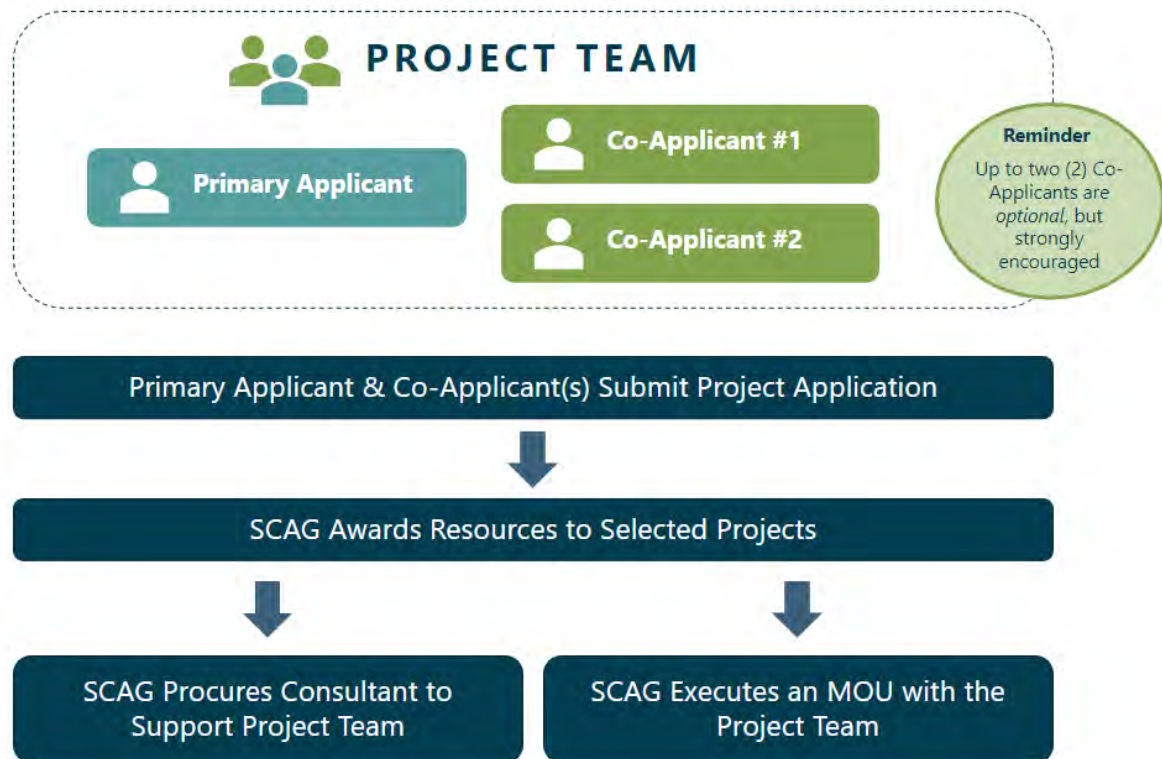 PROJECT TEAM
Primary Applicant
Co-Applicant #1
Co-Applicant #2
Reminder
Up to two (2) Co-
Applicants are
optional, but
strongly
encouraged
Primary Applicant & Co-Applicant(s) Submit Project Application
SCAG Awards Resources to Selected Projects
SCAG Procures Consultant to
Support Project Team
SCAG Executes an MOU with the
Project Team